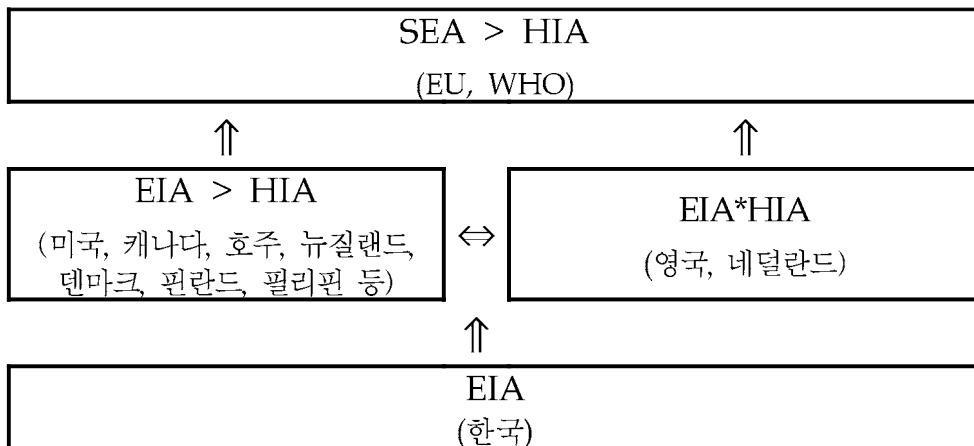 SEA > HIA
(EU, WHO)
⇑ ⇑
EIA > HIA
(미국, 캐나다, 호주, 뉴질랜드,
덴마크, 핀란드, 필리핀 등)
⇔
EIA*HIA
(영국, 네덜란드)
⇑
EIA
(한국)